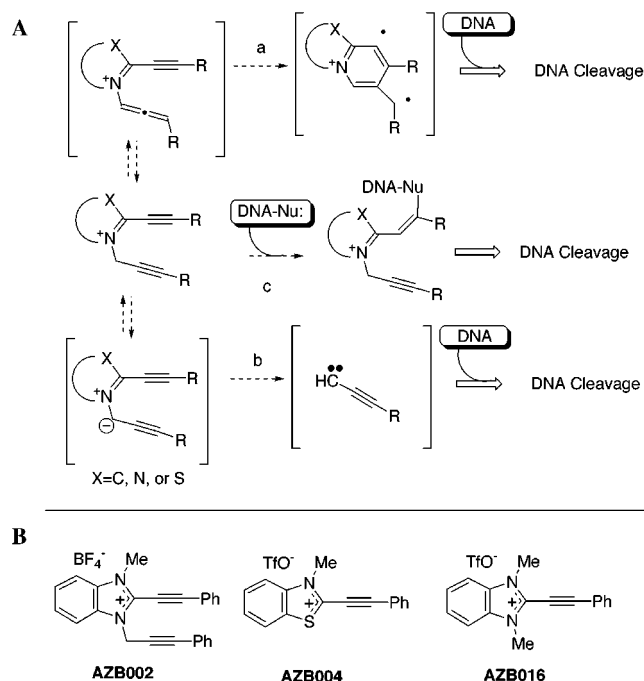 A
X
R
+
N
R
a
X
R
+
N
R
DNA
DNA Cleavage
X
R
+
N
R
DNA-Nu:
c
DNA-Nu
X
R
+
N
R
DNA Cleavage
X
R
+
N
−
R
b
HC
R
DNA
DNA Cleavage
X=C, N, or S
B
BF4-
Me
N
+
Ph
N
Ph
AZB002
TfO-
Me
N
+
Ph
S
AZB004
TfO-
Me
N
+
Ph
N
Me
AZB016